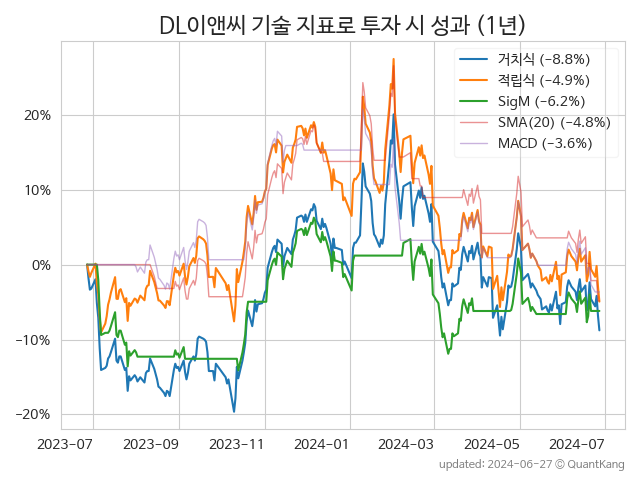 DL이앤씨 기술 지표로 투자 시 성과 (1년)
거치식 (−8.8%)
적립식 (−4.9%)
SigM (−6.2%)
SMA(20) (−4.8%)
MACD (−3.6%)
20%
10%
0%
−10%
−20%
2023-07 2023-09 2023-11 2024-01 2024-03 2024-05 2024-07
updated: 2024-06-27 © QuantKang